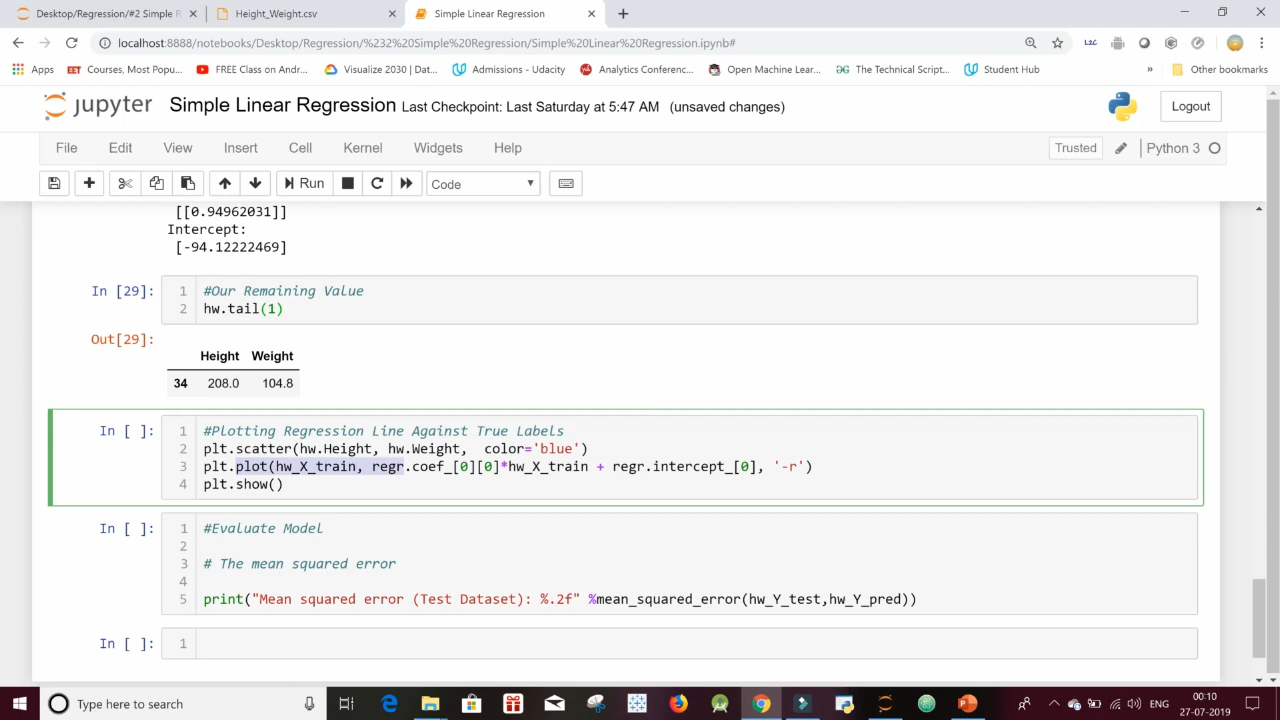 Desktop/Regression/#2 Simple R
Height_Weight.csv
Simple Linear Regression
localhost:8888/notebooks/Desktop/Regression/%232%20Simple%20Regression/Simple%20Linear%20Regression.ipynb#
Apps
Courses, Most Popu...
FREE Class on Andr...
Visualize 2030 | Dat...
Admissions - Udacity
Analytics Conferenc...
Open Machine Lear...
The Technical Script...
Student Hub
»
Other bookmarks
jupyter
Simple Linear Regression Last Checkpoint: Last Saturday at 5:47 AM (unsaved changes)
Logout
File Edit View Insert Cell Kernel Widgets Help
Trusted
Python 3
Run
Code
[[0.94962031]]
Intercept:
[-94.12222469]
In [29]:
1 #Our Remaining Value
2 hw.tail(1)
Out[29]:
Height Weight
34 208.0 104.8
In [ ]:
1 #Plotting Regression Line Against True Labels
2 plt.scatter(hw.Height, hw.Weight,  color='blue')
3 plt.plot(hw_X_train, regr.coef_[0][0]*hw_X_train + regr.intercept_[0], '-r')
4 plt.show()
In [ ]:
1 #Evaluate Model
2
3 # The mean squared error
4
5 print("Mean squared error (Test Dataset): %.2f" %mean_squared_error(hw_Y_test,hw_Y_pred))
In [ ]:
1
Type here to search
ENG
00:10
27-07-2019